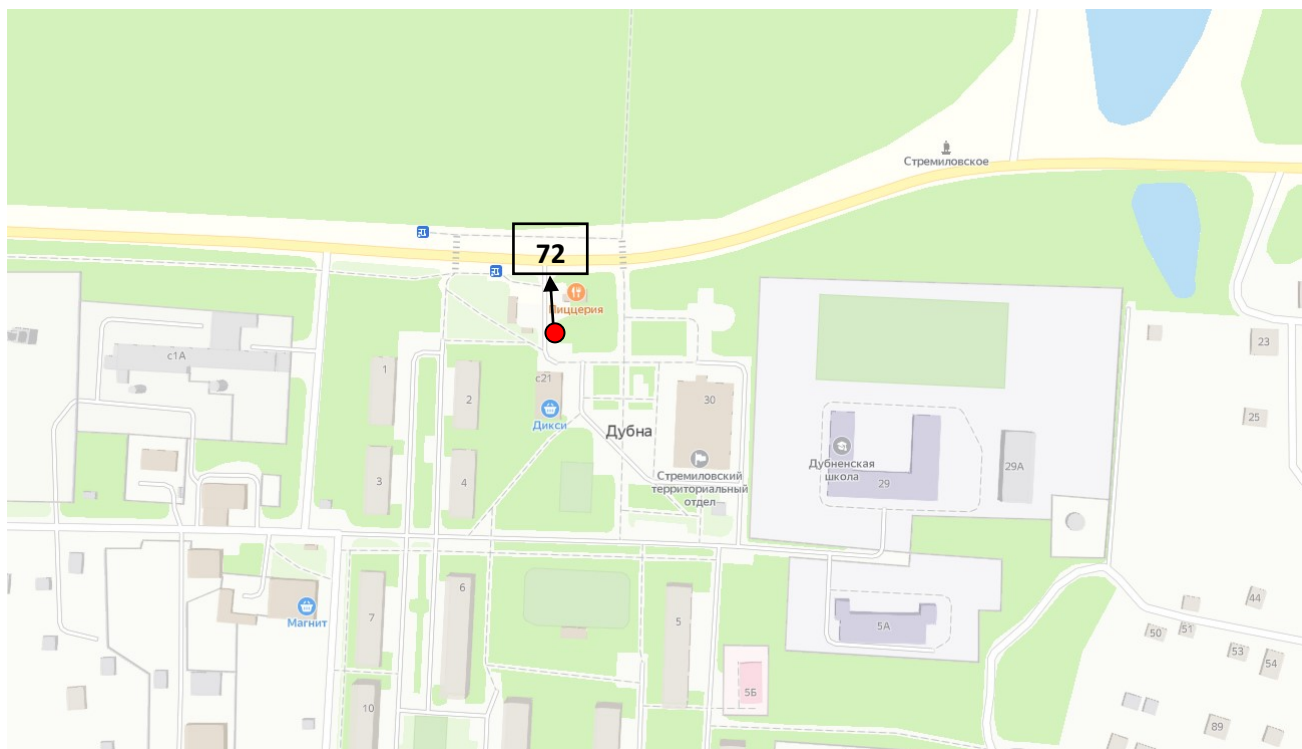 Стремиловское
72
Пиццерия
23
с1А
1
с21
2
30
25
Дикси
Дубна
Дубненская
школа
29А
3
4
Стремиловский
территориальный
отдел
29
6
44
Магнит
7
5
5А
50
51
53
54
5Б
10
89